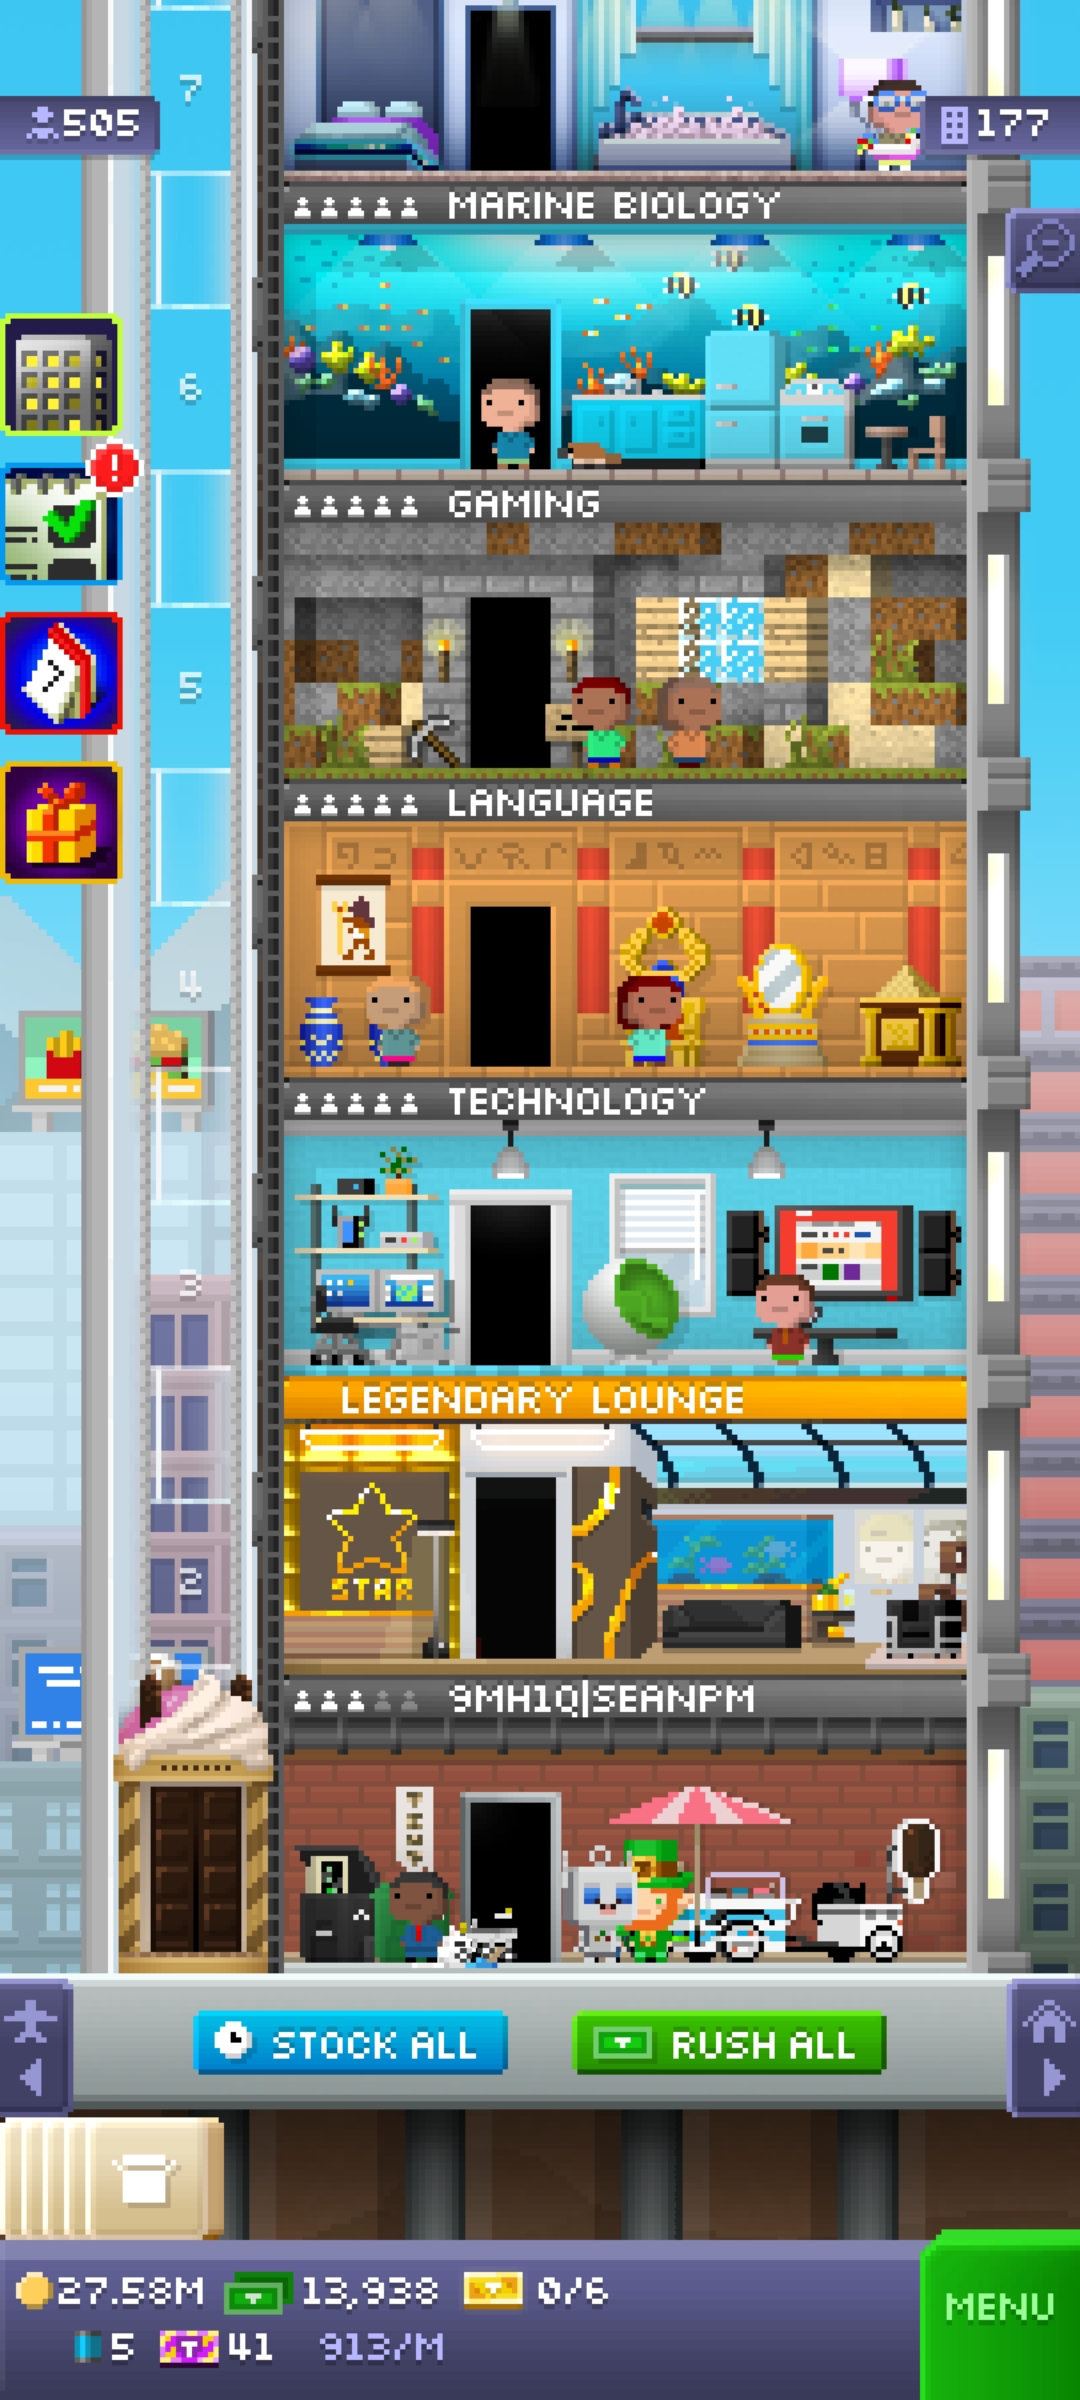 7
505
177
MARINE BIOLOGY
6
GAMING
5
LANGUAGE
4
TECHNOLOGY
3
LEGENDARY LOUNGE
STAR
2
9MH1Q|SEANPM
STOCK ALL
RUSH ALL
27.58M
13,938
0/6
MENU
5
41
913/M